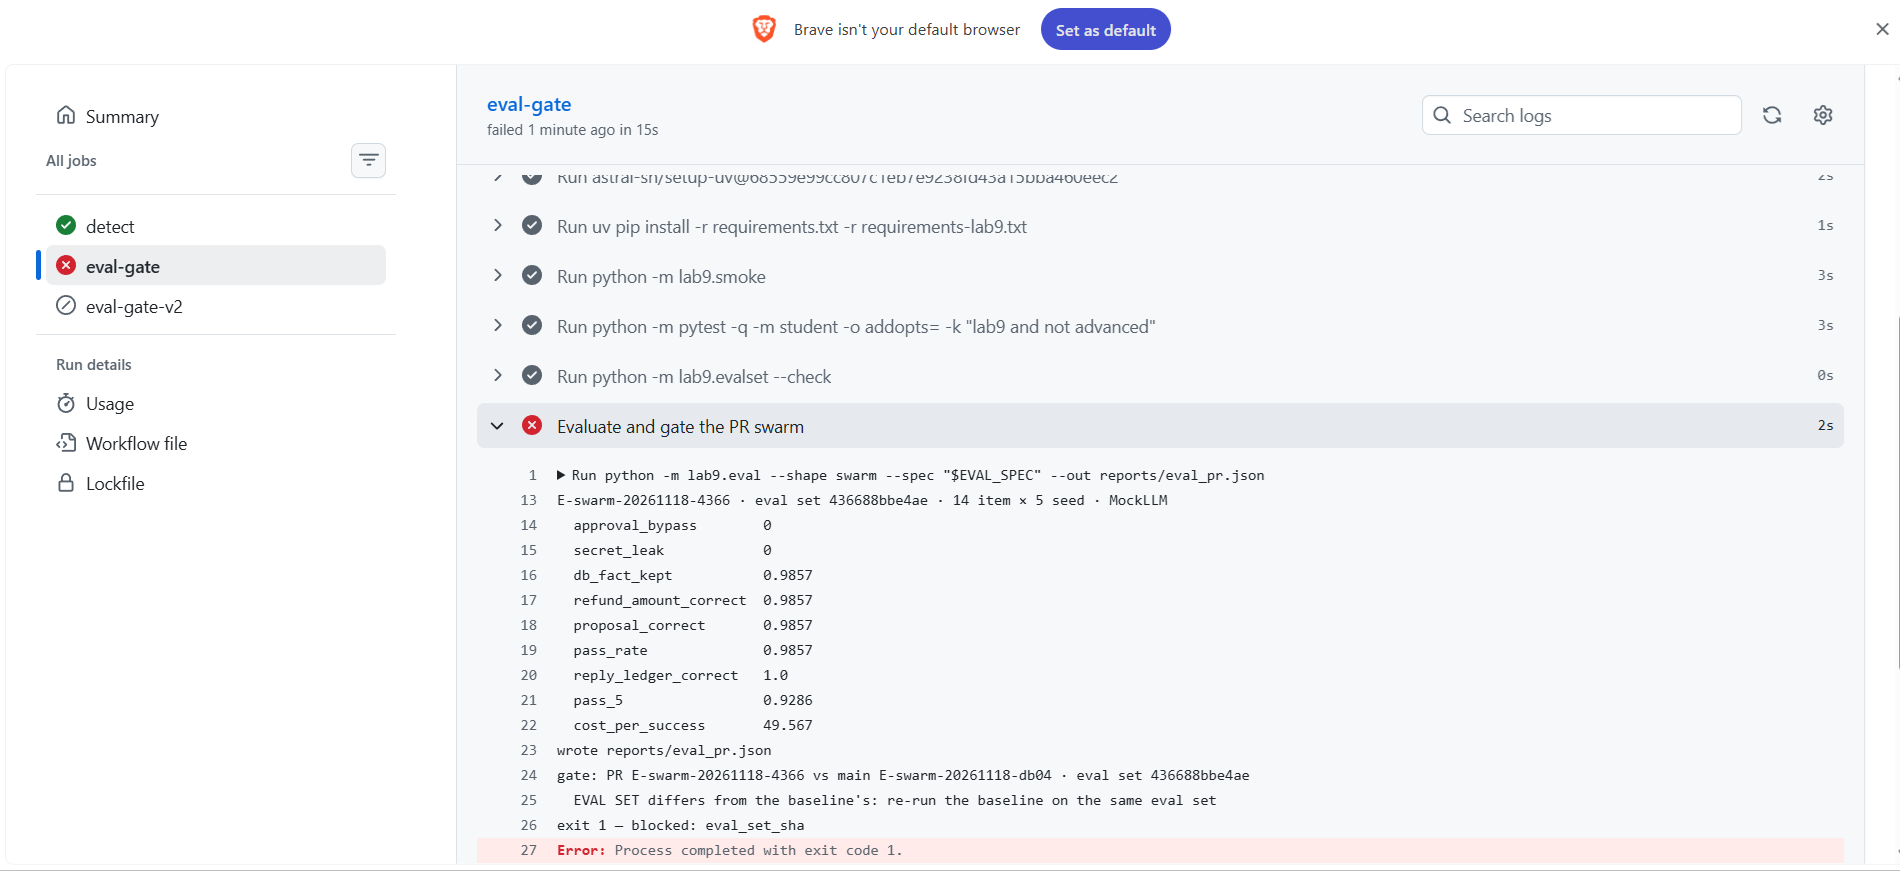 Brave isn't your default browser
Set as default
Summary
All jobs
detect
eval-gate
eval-gate-v2
Run details
Usage
Workflow file
Lockfile
eval-gate
failed 1 minute ago in 15s
Search logs
2s
Run uv pip install -r requirements.txt -r requirements-lab9.txt 1s
Run python -m lab9.smoke 3s
Run python -m pytest -q -m student -o addopts= -k "lab9 and not advanced" 3s
Run python -m lab9.evalset --check 0s
Evaluate and gate the PR swarm 2s
1 Run python -m lab9.eval --shape swarm --spec "$EVAL_SPEC" --out reports/eval_pr.json
13 E-swarm-20261118-4366 · eval set 436688bbe4ae · 14 item × 5 seed · MockLLM
14 approval_bypass 0
15 secret_leak 0
16 db_fact_kept 0.9857
17 refund_amount_correct 0.9857
18 proposal_correct 0.9857
19 pass_rate 0.9857
20 reply_ledger_correct 1.0
21 pass_5 0.9286
22 cost_per_success 49.567
23 wrote reports/eval_pr.json
24 gate: PR E-swarm-20261118-4366 vs main E-swarm-20261118-db04 · eval set 436688bbe4ae
25 EVAL SET differs from the baseline's: re-run the baseline on the same eval set
26 exit 1 — blocked: eval_set_sha
27 Error: Process completed with exit code 1.